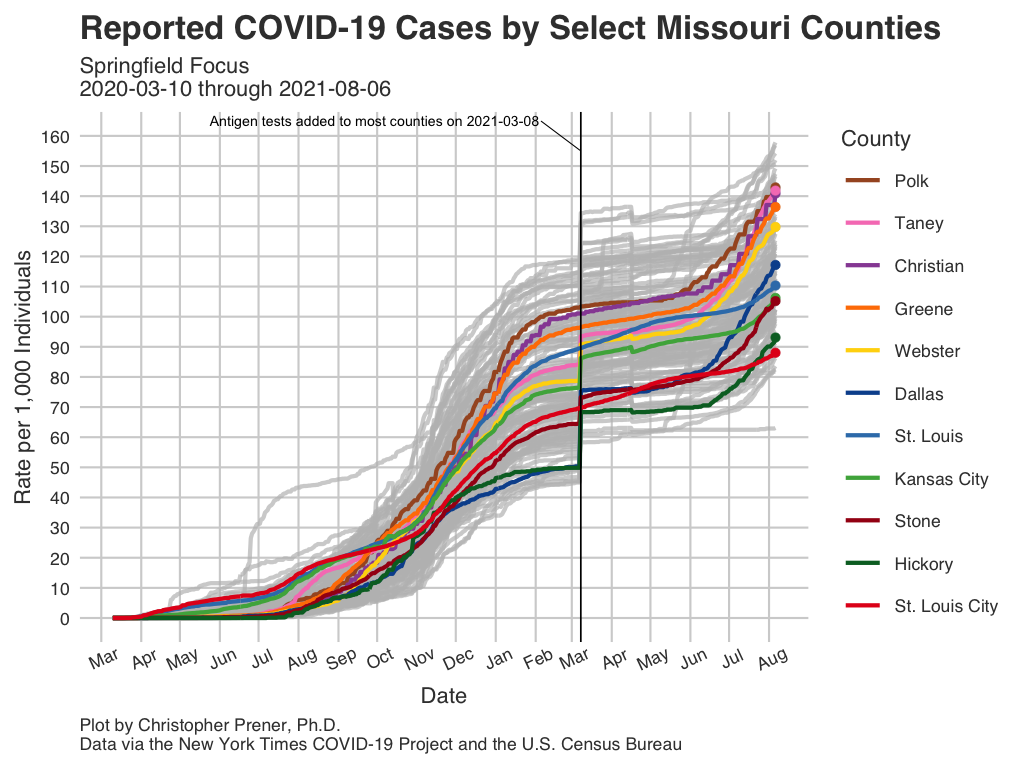 Reported COVID-19 Cases by Select Missouri Counties
Springfield Focus
2020-03-10 through 2021-08-06
Antigen tests added to most counties on 2021-03-08
160
150
140
130
120
110
100
90
80
70
60
50
40
30
20
10
0
Rate per 1,000 Individuals
Mar Apr May Jun Jul Aug Sep Oct Nov Dec Jan Feb Mar Apr May Jun Jul Aug
Date
County
Polk
Taney
Christian
Greene
Webster
Dallas
St. Louis
Kansas City
Stone
Hickory
St. Louis City
Plot by Christopher Prener, Ph.D.
Data via the New York Times COVID-19 Project and the U.S. Census Bureau